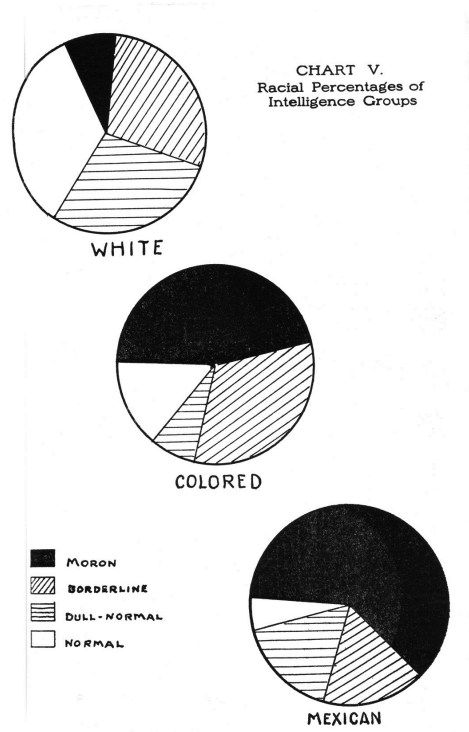 CHART V.
Racial Percentages of
Intelligence Groups
WHITE
COLORED
MORON
BORDERLINE
DULL-NORMAL
NORMAL
MEXICAN